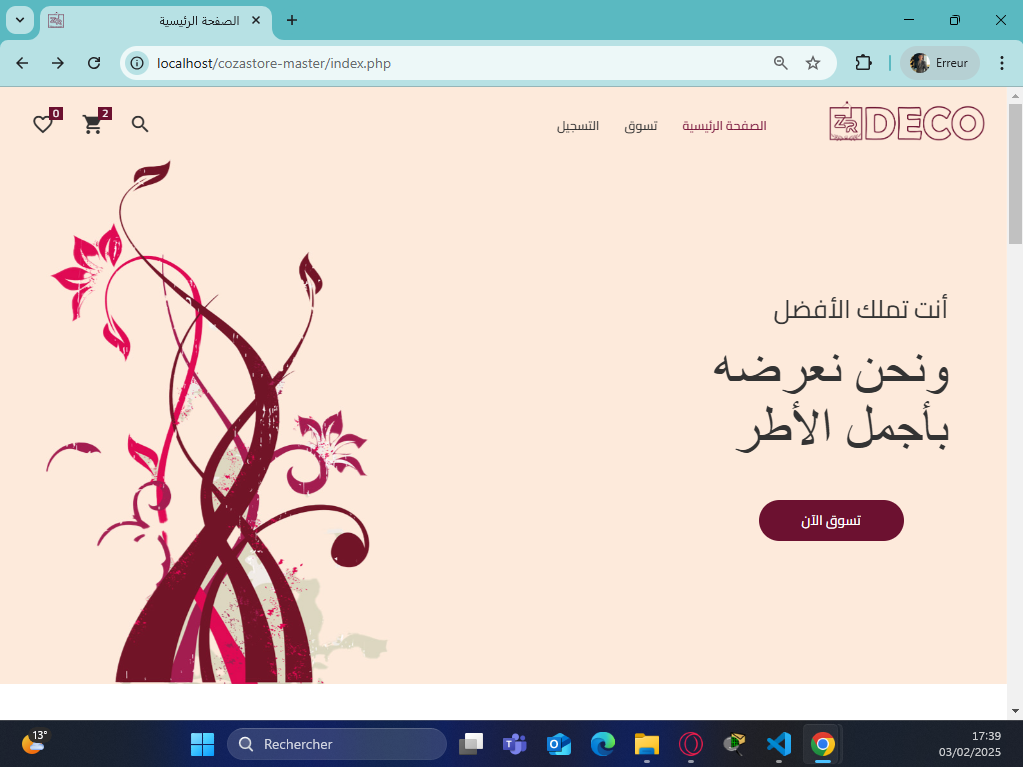 الصفحة الرئيسية
localhost/cozastore-master/index.php
Erreur
0
2
ZR DECO
الصفحة الرئيسية
تسوق
التسجيل
أنت تملك الأفضل
ونحن نعرضه
بأجمل الأطر
تسوق الآن
13°
Rechercher
17:39
03/02/2025